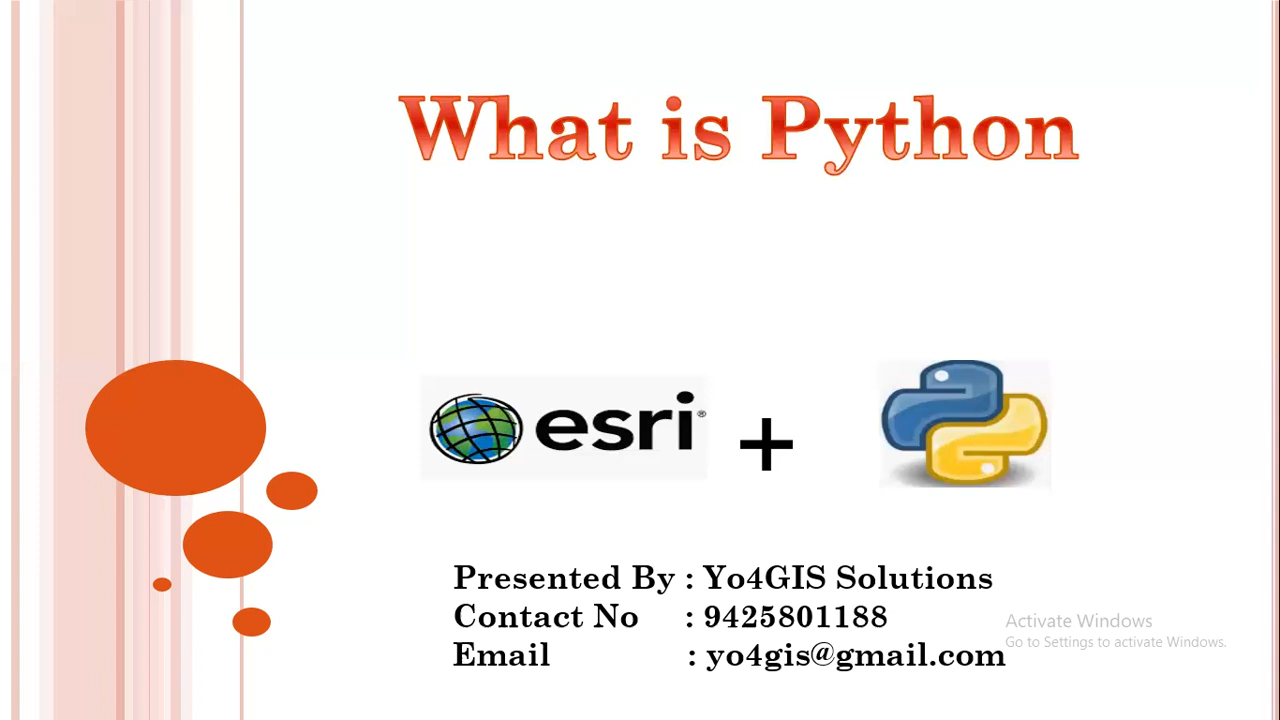 What is Python
esri®
+
Presented By : Yo4GIS Solutions
Contact No : 9425801188
Email : yo4gis@gmail.com
Activate Windows
Go to Settings to activate Windows.